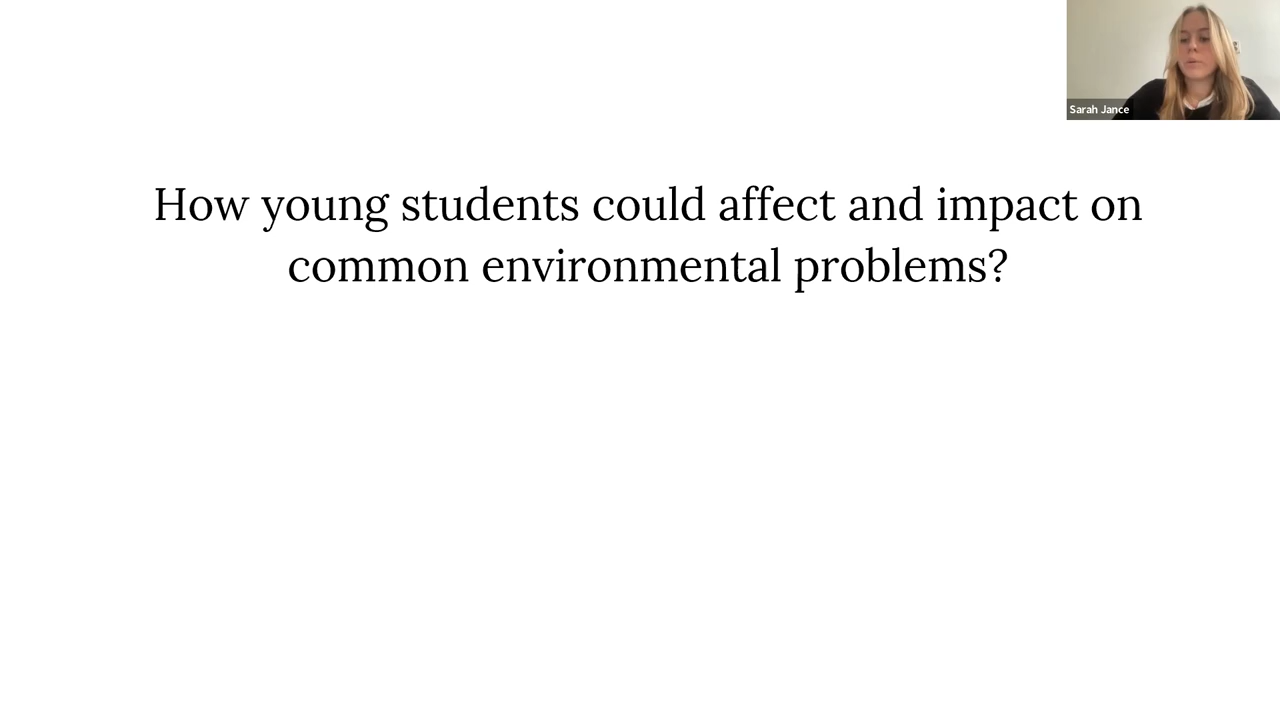 Sarah Jance
How young students could affect and impact on
common environmental problems?